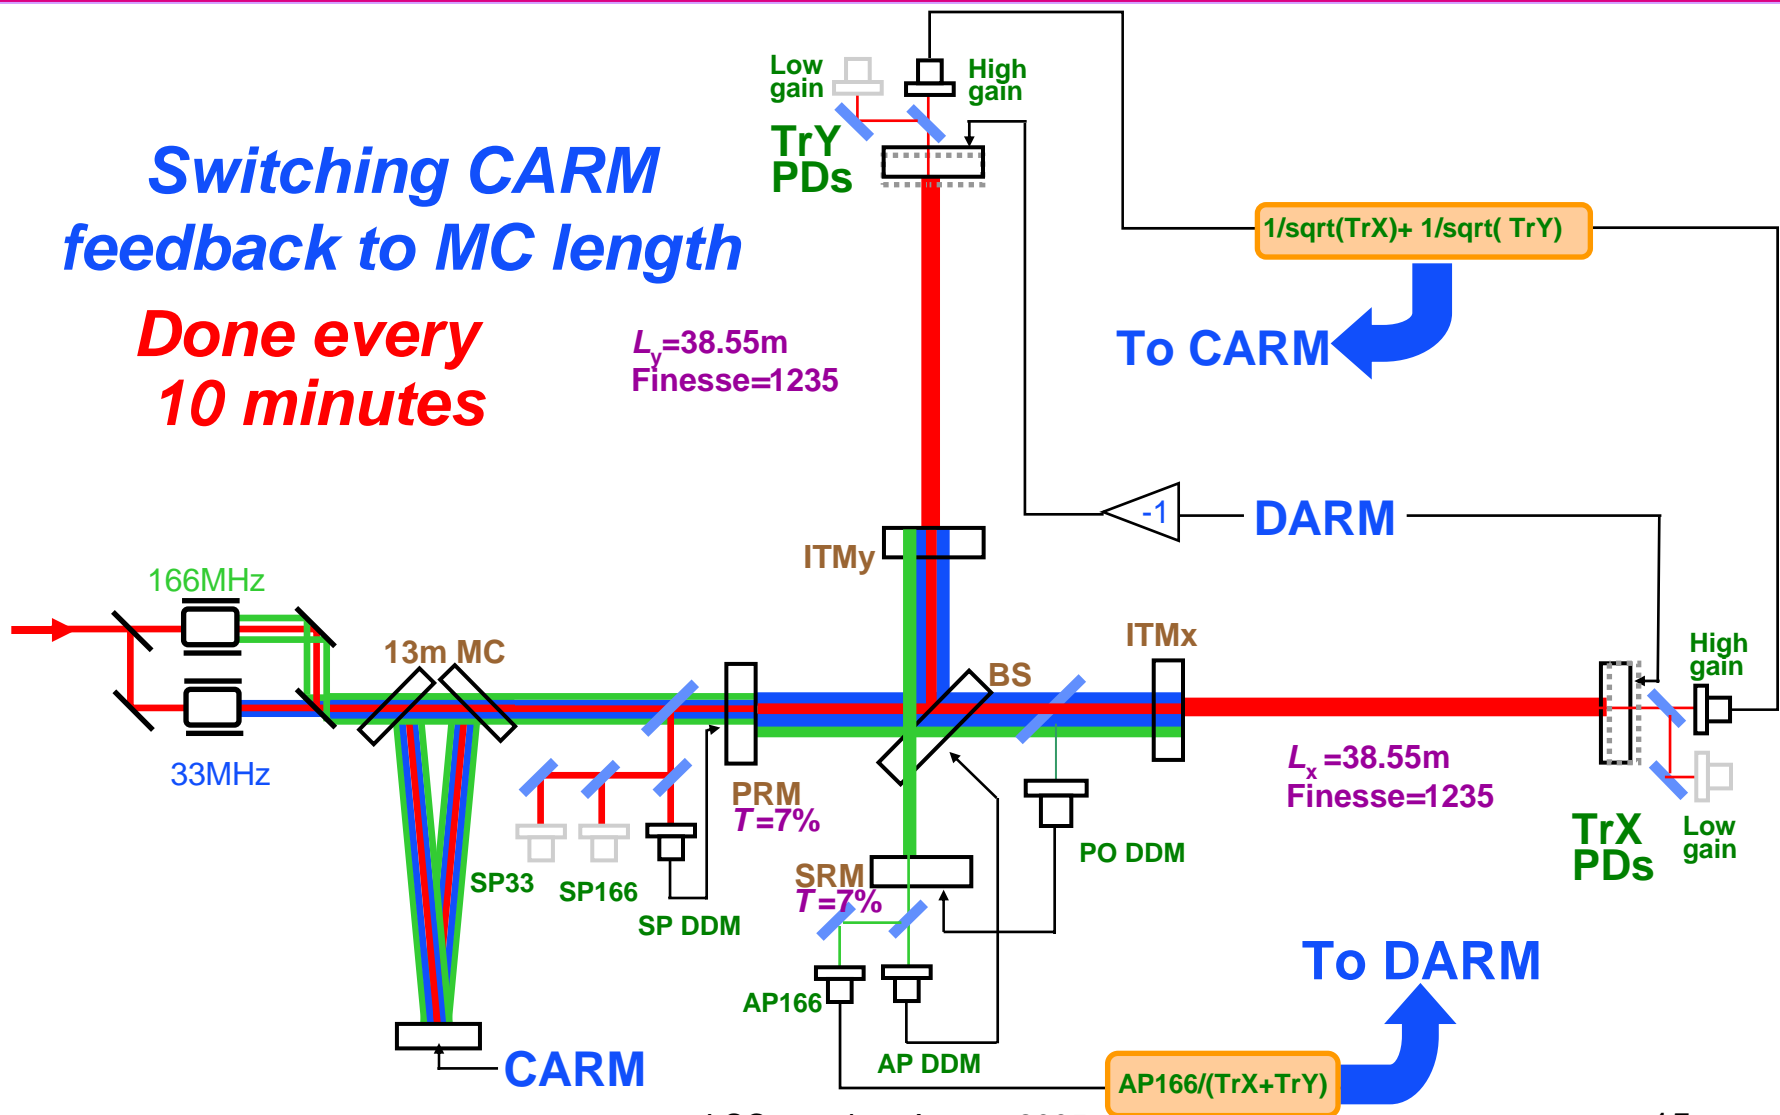 Switching CARM
feedback to MC length
Done every
10 minutes
Low
gain
High
gain
TrY
PDs
1/sqrt(TrX)+ 1/sqrt( TrY)
To CARM
Ly=38.55m
Finesse=1235
-1
DARM
ITMy
166MHz
33MHz
13m MC
ITMx
BS
High
gain
Lx =38.55m
Finesse=1235
PRM
T=7%
TrX
PDs
Low
gain
SP33
SP166
SP DDM
PO DDM
SRM
T=7%
AP166
AP DDM
To DARM
CARM
AP166/(TrX+TrY)